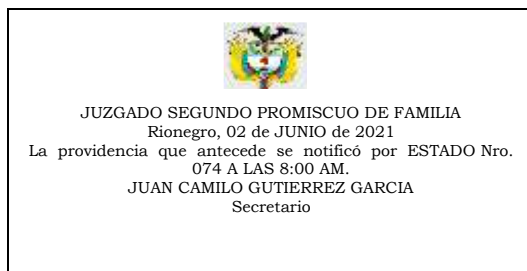 JUZGADO SEGUNDO PROMISCUO DE FAMILIA
Rionegro, 02 de JUNIO de 2021
La providencia que antecede se notificó por ESTADO Nro.
074 A LAS 8:00 AM.
JUAN CAMILO GUTIERREZ GARCIA
Secretario